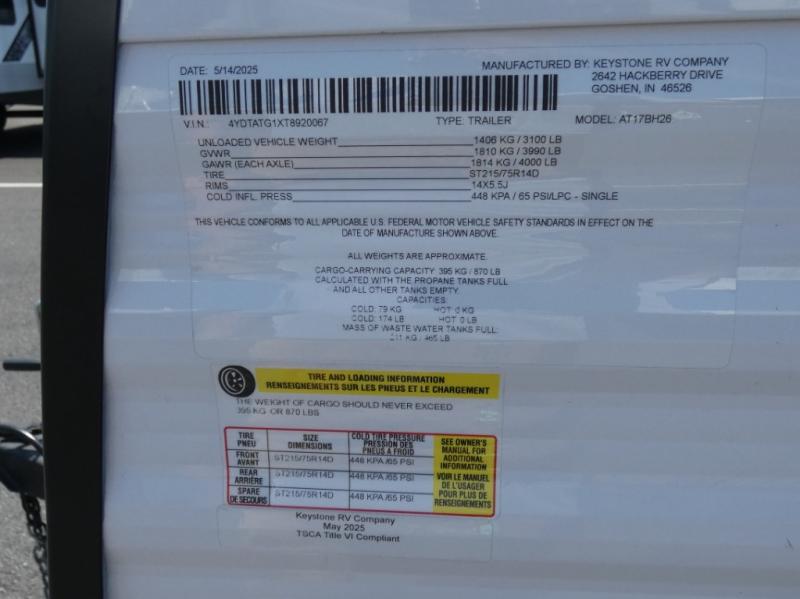 DATE: 5/14/2025
MANUFACTURED BY: KEYSTONE RV COMPANY
2642 HACKBERRY DRIVE
GOSHEN, IN 46526
V.I.N.: 4YDTATG1XT8920067 TYPE: TRAILER MODEL: AT17BH26
UNLOADED VEHICLE WEIGHT 1406 KG / 3100 LB
GVWR 1810 KG / 3990 LB
GAWR (EACH AXLE) 1814 KG / 4000 LB
TIRE ST215/75R14D
RIMS 14X5.5J
COLD INFL. PRESS 448 KPA / 65 PSI/LPC - SINGLE
THIS VEHICLE CONFORMS TO ALL APPLICABLE U.S. FEDERAL MOTOR VEHICLE SAFETY STANDARDS IN EFFECT ON THE
DATE OF MANUFACTURE SHOWN ABOVE.
ALL WEIGHTS ARE APPROXIMATE.
CARGO-CARRYING CAPACITY 395 KG / 870 LB
CALCULATED WITH THE PROPANE TANKS FULL
AND ALL OTHER TANKS EMPTY.
CAPACITIES
COLD: 79 KG HOT: 0 KG
COLD: 174 LB HOT: 0 LB
MASS OF WASTE WATER TANKS FULL:
211 KG / 465 LB
TIRE AND LOADING INFORMATION
RENSEIGNEMENTS SUR LES PNEUS ET LE CHARGEMENT
THE WEIGHT OF CARGO SHOULD NEVER EXCEED
395 KG OR 870 LBS
TIRE
PNEU
SIZE
DIMENSIONS
COLD TIRE PRESSURE
PRESSION DES
PNEUS A FROID
FRONT
AVANT
ST215/75R14D
448 KPA /65 PSI
REAR
ARRIÈRE
ST215/75R14D
448 KPA /65 PSI
SPARE
DE SECOURS
ST215/75R14D
448 KPA /65 PSI
SEE OWNER'S
MANUAL FOR
ADDITIONAL
INFORMATION
VOIR LE MANUEL
DE L'USAGER
POUR PLUS DE
RENSEIGNEMENTS
Keystone RV Company
May 2025
TSCA Title VI Compliant